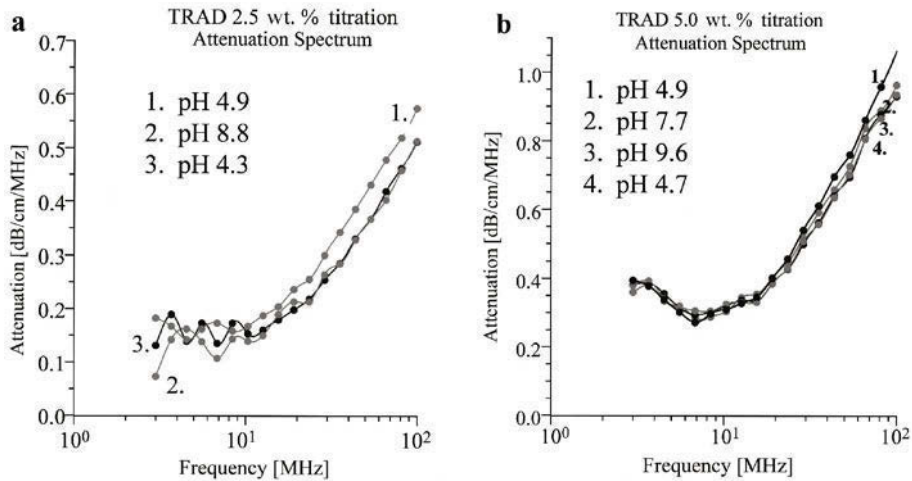 a
TRAD 2.5 wt. % titration
Attenuation Spectrum
0.7
0.6
0.5
0.4
0.3
0.2
0.1
0.0
Attenuation [dB/cm/MHz]
1. pH 4.9
2. pH 8.8
3. pH 4.3
1.
3.
2.
10⁰
10¹
10²
Frequency [MHz]
b
TRAD 5.0 wt. % titration
Attenuation Spectrum
1.0
0.8
0.6
0.4
0.2
0.0
Attenuation [dB/cm/MHz]
1. pH 4.9
2. pH 7.7
3. pH 9.6
4. pH 4.7
1.
2.
3.
4.
10⁰
10¹
10²
Frequency [MHz]